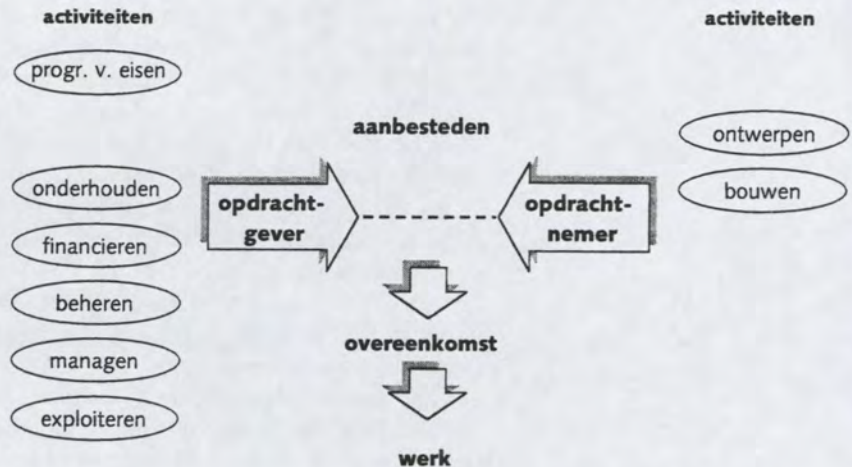 activiteiten
progr. v. eisen
onderhouden
financieren
beheren
managen
exploiteren
aanbesteden
opdracht-
gever
opdracht-
nemer
overeenkomst
werk
activiteiten
ontwerpen
bouwen